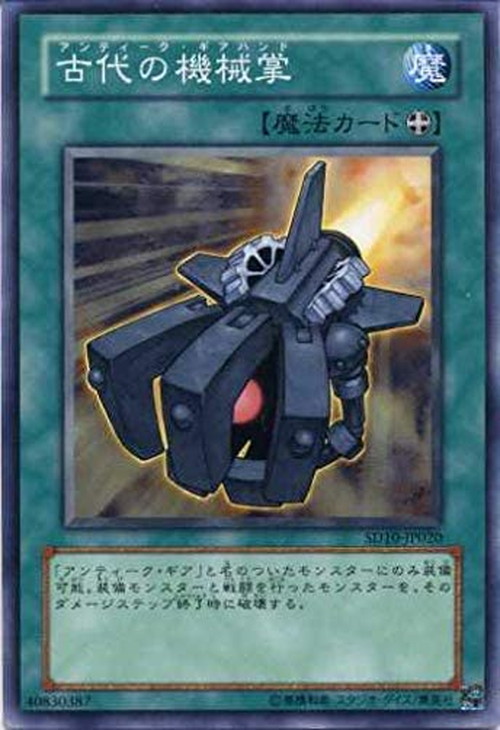 アンティーク・ギアハンド
古代の機械掌
魔
【魔法カード】
SD10-JP020
「アンティーク・ギア」と名のついたモンスターにのみ装備
可能。装備モンスターと戦闘を行ったモンスターを、その
ダメージステップ終了時に破壊する。
40830387
©高橋和希 スタジオ・ダイス/集英社